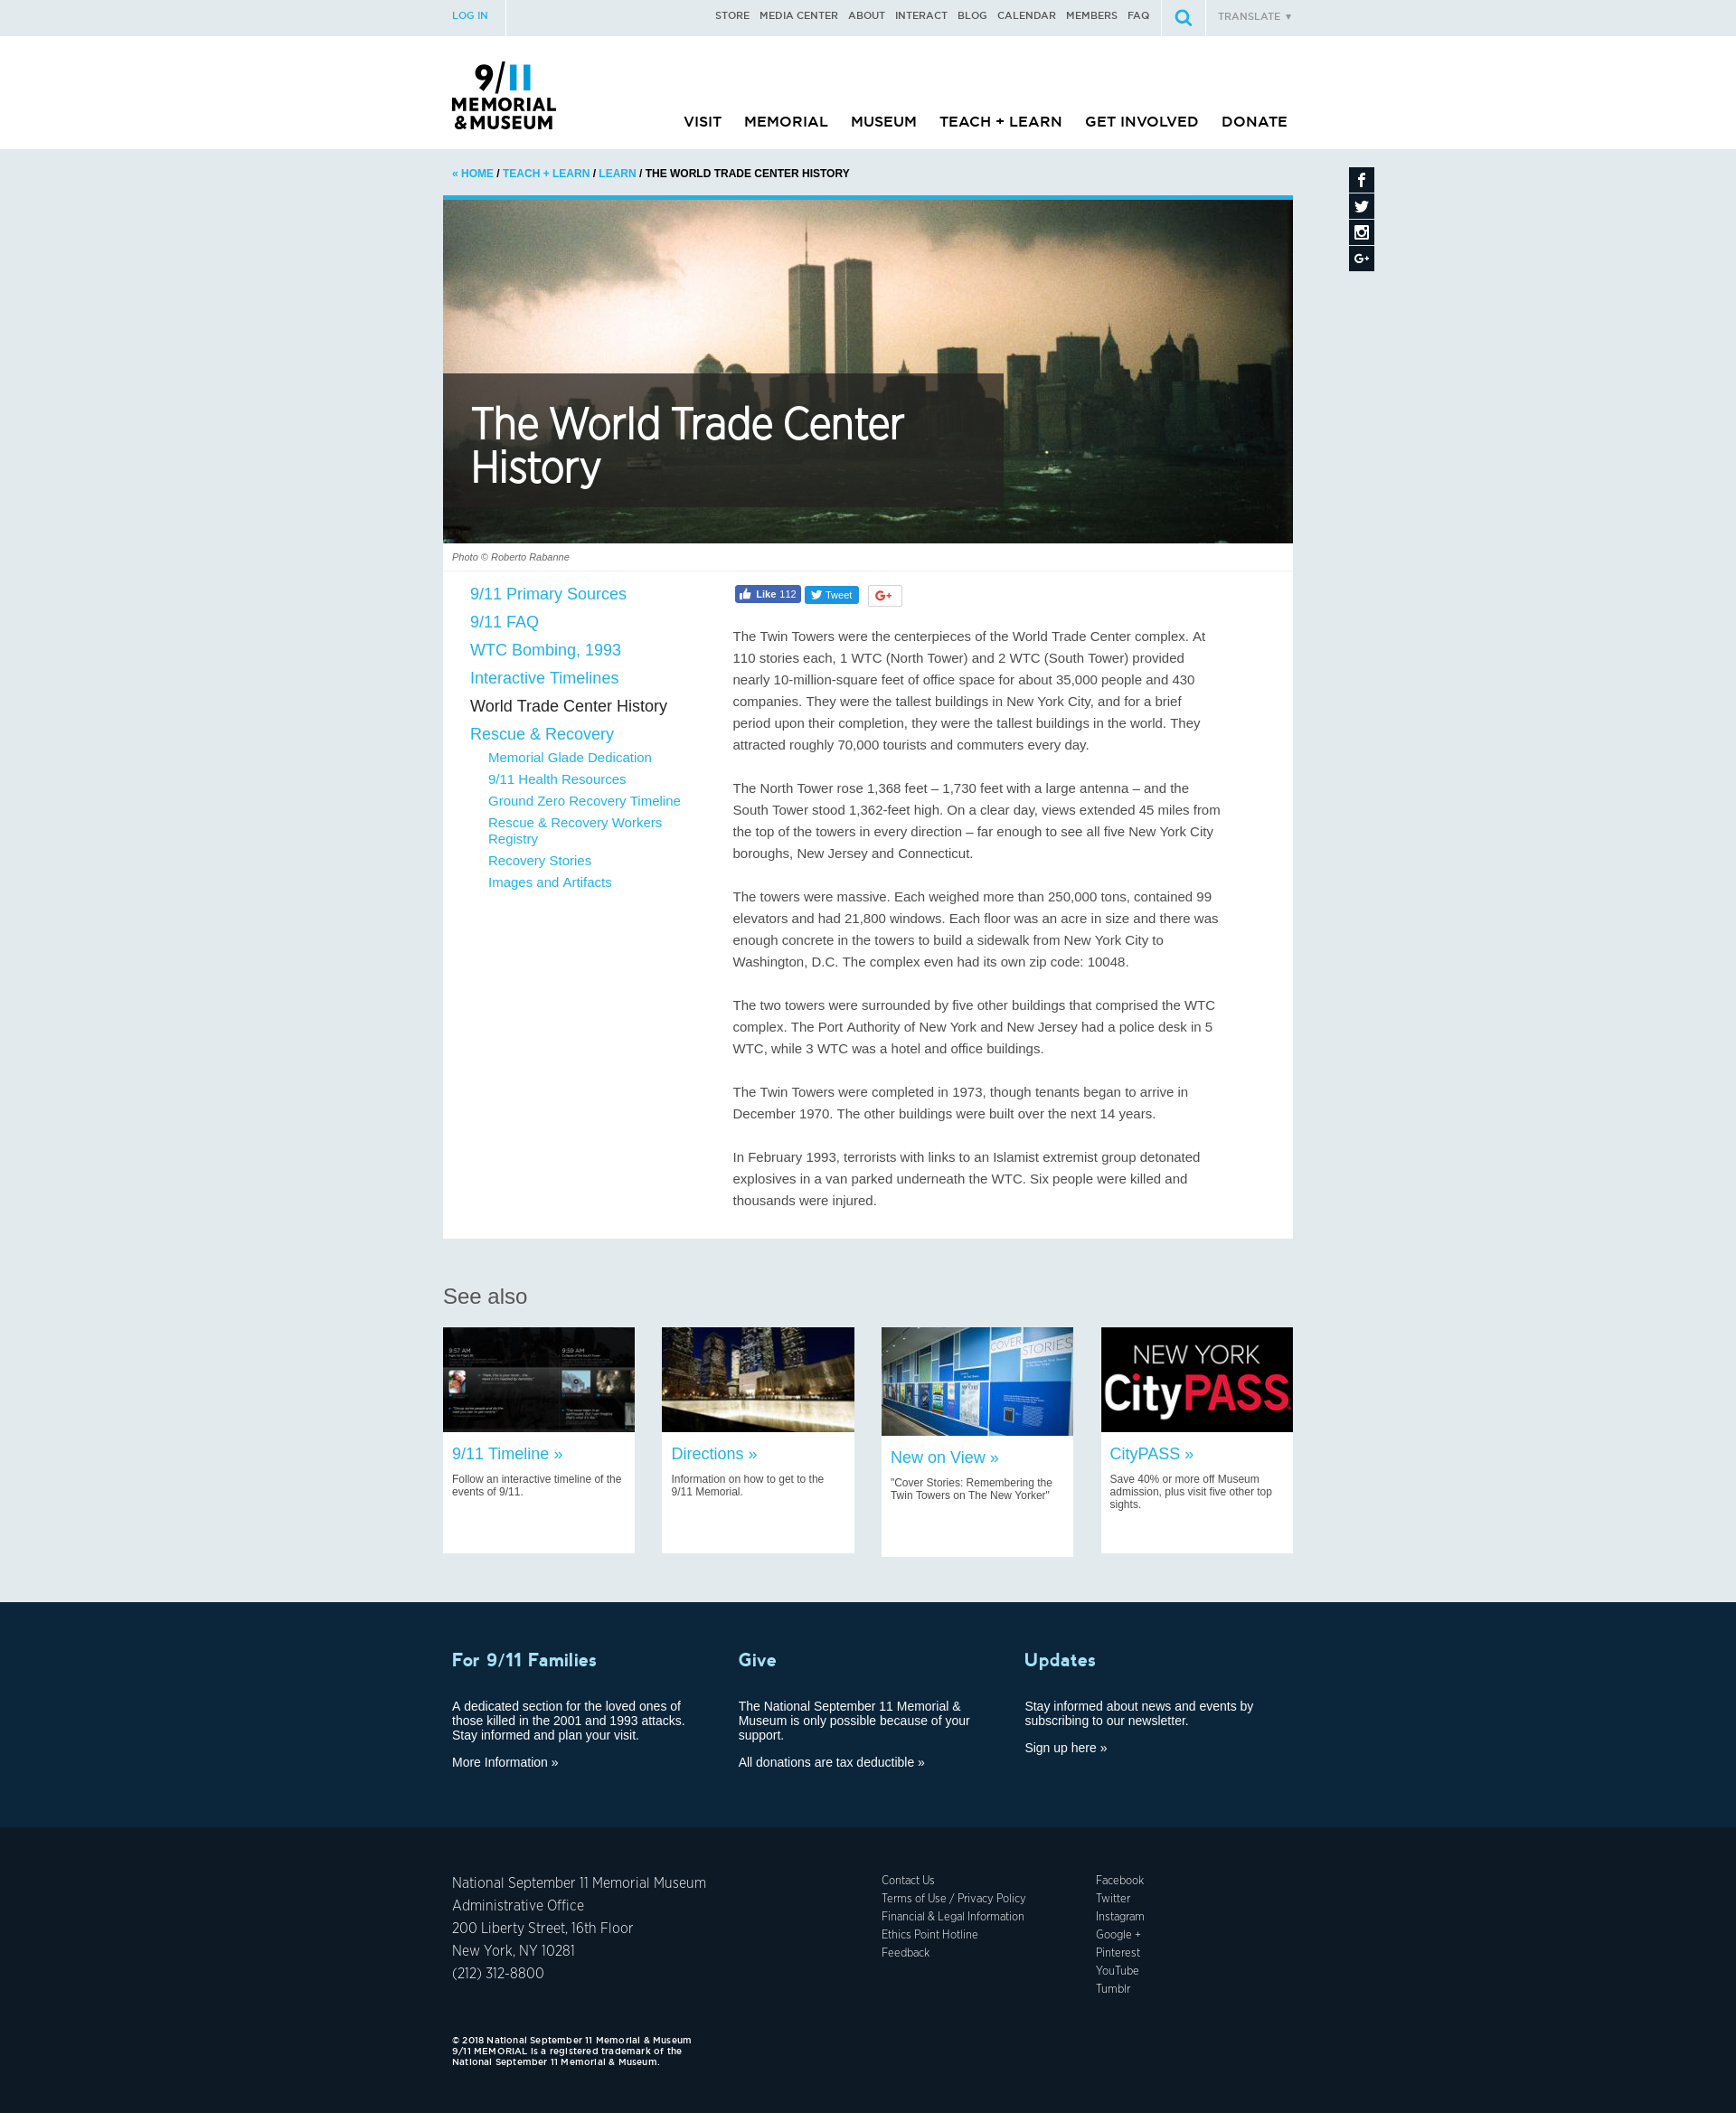 LOG IN
STORE MEDIA CENTER ABOUT INTERACT BLOG CALENDAR MEMBERS FAQ
TRANSLATE ▼
9/11
MEMORIAL
& MUSEUM
VISIT MEMORIAL MUSEUM TEACH + LEARN GET INVOLVED DONATE
« HOME / TEACH + LEARN / LEARN / THE WORLD TRADE CENTER HISTORY
The World Trade Center
History
Photo © Roberto Rabanne
9/11 Primary Sources
9/11 FAQ
WTC Bombing, 1993
Interactive Timelines
World Trade Center History
Rescue & Recovery
Memorial Glade Dedication
9/11 Health Resources
Ground Zero Recovery Timeline
Rescue & Recovery Workers
Registry
Recovery Stories
Images and Artifacts
Like 112 Tweet G+
The Twin Towers were the centerpieces of the World Trade Center complex. At
110 stories each, 1 WTC (North Tower) and 2 WTC (South Tower) provided
nearly 10-million-square feet of office space for about 35,000 people and 430
companies. They were the tallest buildings in New York City, and for a brief
period upon their completion, they were the tallest buildings in the world. They
attracted roughly 70,000 tourists and commuters every day.
The North Tower rose 1,368 feet – 1,730 feet with a large antenna – and the
South Tower stood 1,362-feet high. On a clear day, views extended 45 miles from
the top of the towers in every direction – far enough to see all five New York City
boroughs, New Jersey and Connecticut.
The towers were massive. Each weighed more than 250,000 tons, contained 99
elevators and had 21,800 windows. Each floor was an acre in size and there was
enough concrete in the towers to build a sidewalk from New York City to
Washington, D.C. The complex even had its own zip code: 10048.
The two towers were surrounded by five other buildings that comprised the WTC
complex. The Port Authority of New York and New Jersey had a police desk in 5
WTC, while 3 WTC was a hotel and office buildings.
The Twin Towers were completed in 1973, though tenants began to arrive in
December 1970. The other buildings were built over the next 14 years.
In February 1993, terrorists with links to an Islamist extremist group detonated
explosives in a van parked underneath the WTC. Six people were killed and
thousands were injured.
See also
9:57 AM 9:59 AM
COVER STORIES
NEW YORK
CityPASS
9/11 Timeline »
Follow an interactive timeline of the
events of 9/11.
Directions »
Information on how to get to the
9/11 Memorial.
New on View »
"Cover Stories: Remembering the
Twin Towers on The New Yorker"
CityPASS »
Save 40% or more off Museum
admission, plus visit five other top
sights.
For 9/11 Families
A dedicated section for the loved ones of
those killed in the 2001 and 1993 attacks.
Stay informed and plan your visit.
More Information »
Give
The National September 11 Memorial &
Museum is only possible because of your
support.
All donations are tax deductible »
Updates
Stay informed about news and events by
subscribing to our newsletter.
Sign up here »
National September 11 Memorial Museum
Administrative Office
200 Liberty Street, 16th Floor
New York, NY 10281
(212) 312-8800
Contact Us
Terms of Use / Privacy Policy
Financial & Legal Information
Ethics Point Hotline
Feedback
Facebook
Twitter
Instagram
Google +
Pinterest
YouTube
Tumblr
© 2018 National September 11 Memorial & Museum
9/11 MEMORIAL is a registered trademark of the
National September 11 Memorial & Museum.